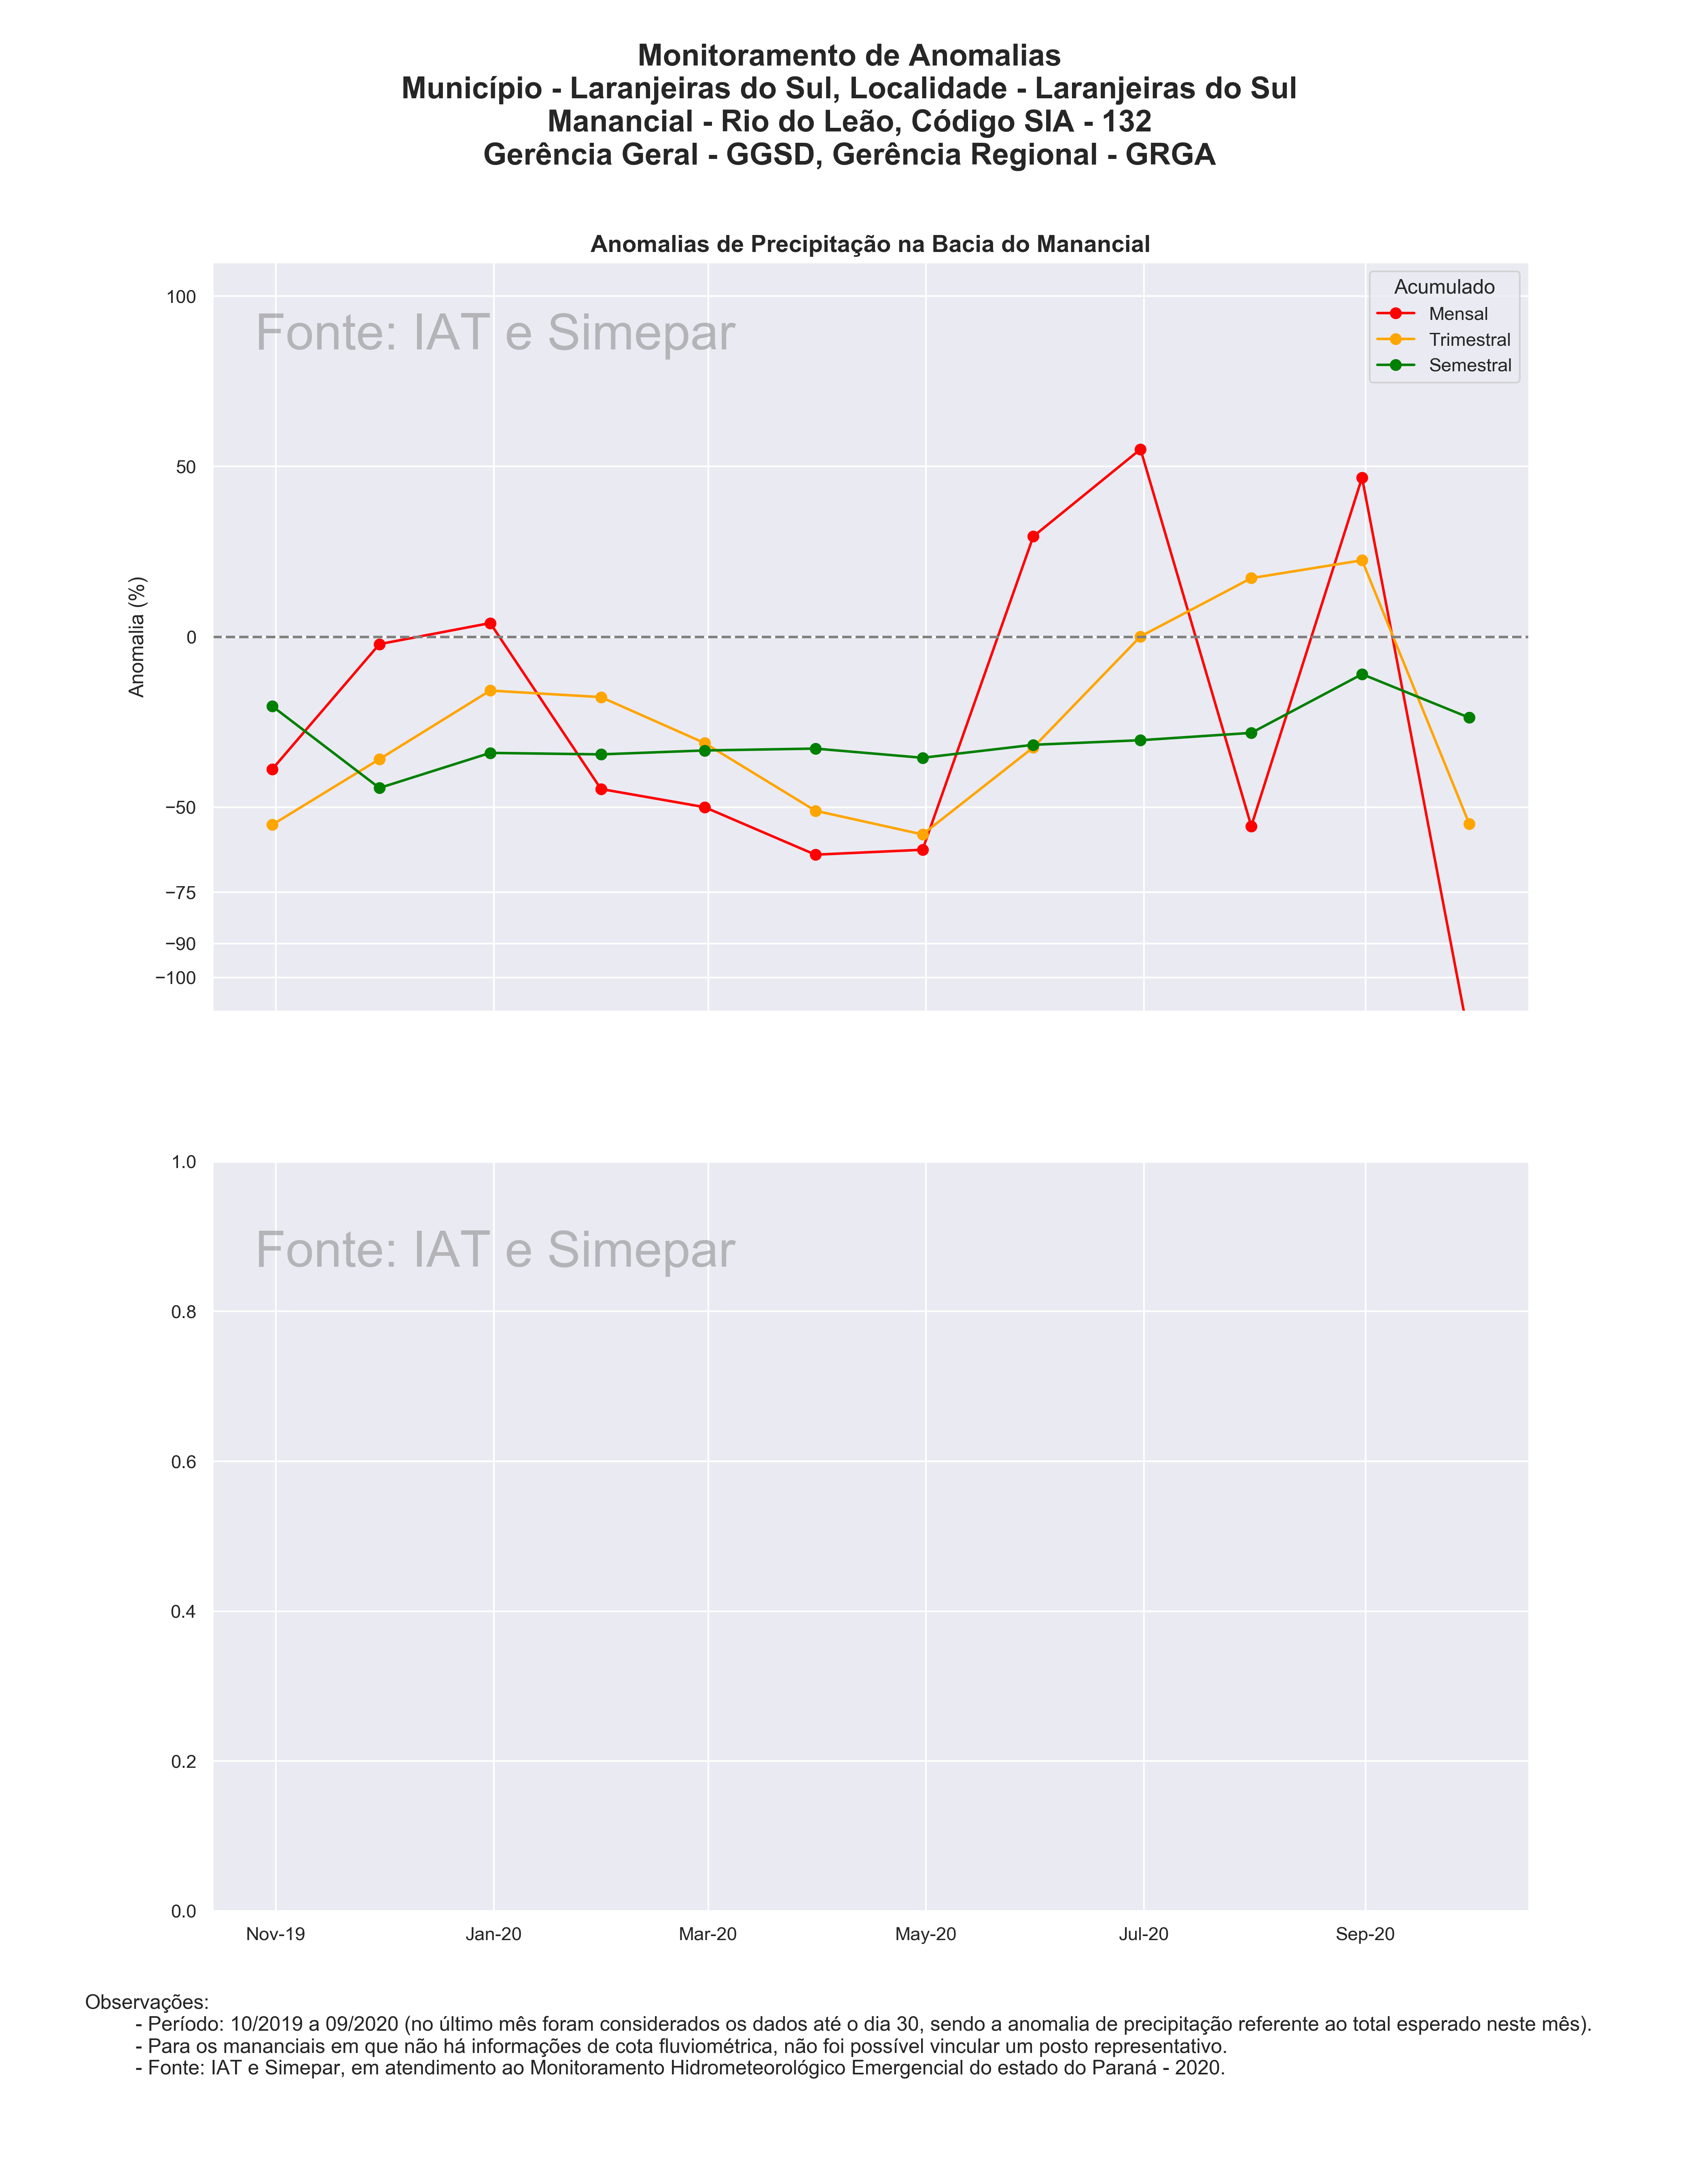 Monitoramento de Anomalias
Município - Laranjeiras do Sul, Localidade - Laranjeiras do Sul
Manancial - Rio do Leão, Código SIA - 132
Gerência Geral - GGSD, Gerência Regional - GRGA
Anomalias de Precipitação na Bacia do Manancial
Fonte: IAT e Simepar
Acumulado
Mensal
Trimestral
Semestral
Anomalia (%)
100
50
0
−50
−75
−90
−100
Fonte: IAT e Simepar
1.0
0.8
0.6
0.4
0.2
0.0
Nov-19 Jan-20 Mar-20 May-20 Jul-20 Sep-20
Observações:
- Período: 10/2019 a 09/2020 (no último mês foram considerados os dados até o dia 30, sendo a anomalia de precipitação referente ao total esperado neste mês).
- Para os mananciais em que não há informações de cota fluviométrica, não foi possível vincular um posto representativo.
- Fonte: IAT e Simepar, em atendimento ao Monitoramento Hidrometeorológico Emergencial do estado do Paraná - 2020.